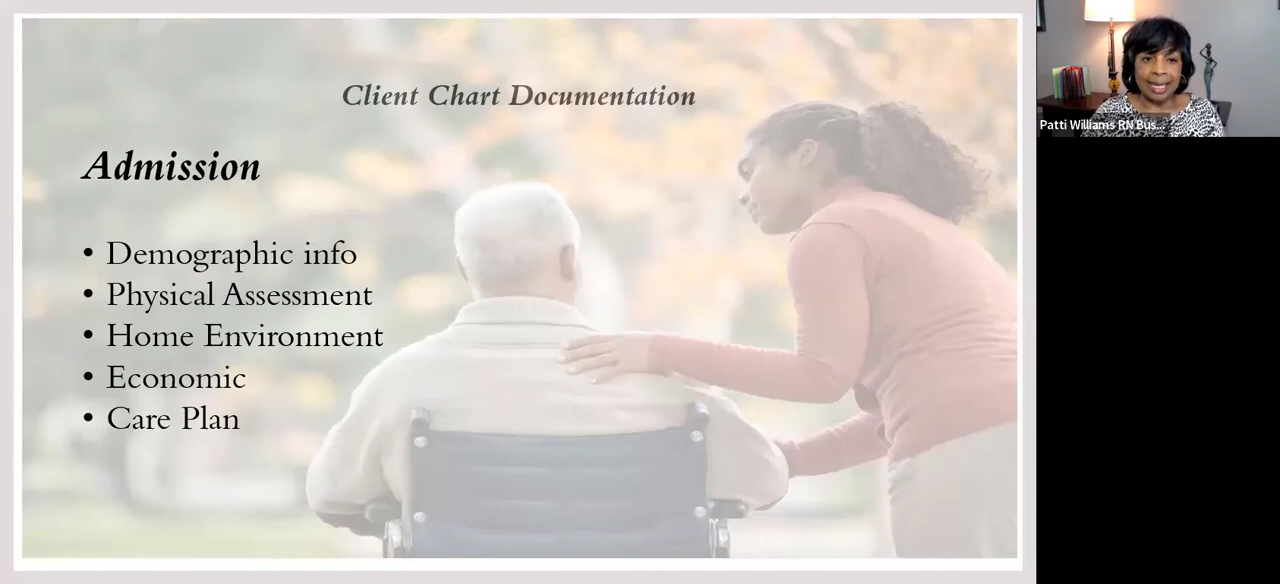 Client Chart Documentation
Admission
• Demographic info
• Physical Assessment
• Home Environment
• Economic
• Care Plan
Patti Williams RN Bus...